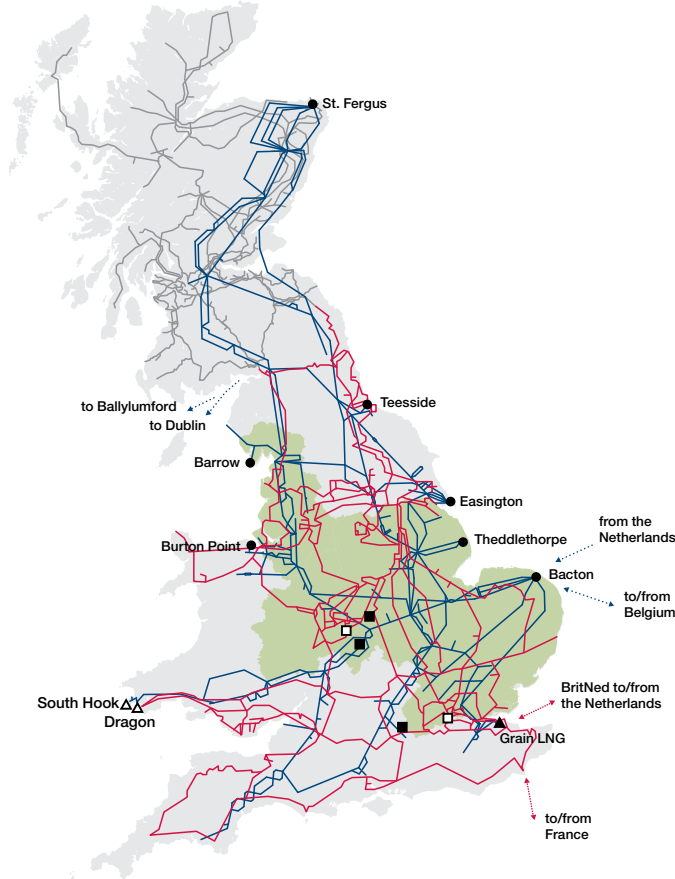 St. Fergus
Teesside
to Ballylumford
to Dublin
Barrow
Easington
from the
Netherlands
Theddlethorpe
Burton Point
Bacton
to/from
Belgium
BritNed to/from
the Netherlands
South Hook
Dragon
Grain LNG
to/from
France